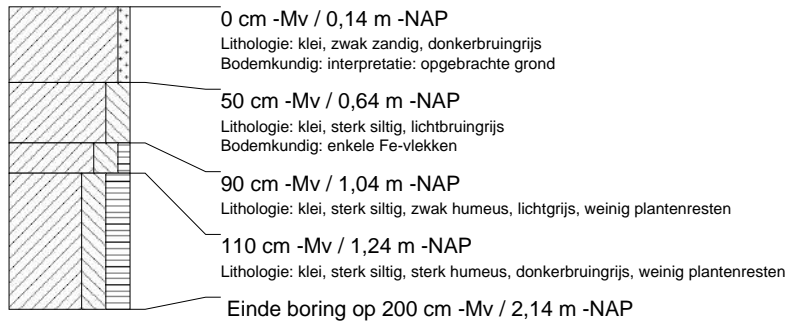 0 cm -Mv / 0,14 m -NAP
Lithologie: klei, zwak zandig, donkerbruingrijs
Bodemkundig: interpretatie: opgebrachte grond
50 cm -Mv / 0,64 m -NAP
Lithologie: klei, sterk siltig, lichtbruingrijs
Bodemkundig: enkele Fe-vlekken
90 cm -Mv / 1,04 m -NAP
Lithologie: klei, sterk siltig, zwak humeus, lichtgrijs, weinig plantenresten
110 cm -Mv / 1,24 m -NAP
Lithologie: klei, sterk siltig, sterk humeus, donkerbruingrijs, weinig plantenresten
Einde boring op 200 cm -Mv / 2,14 m -NAP